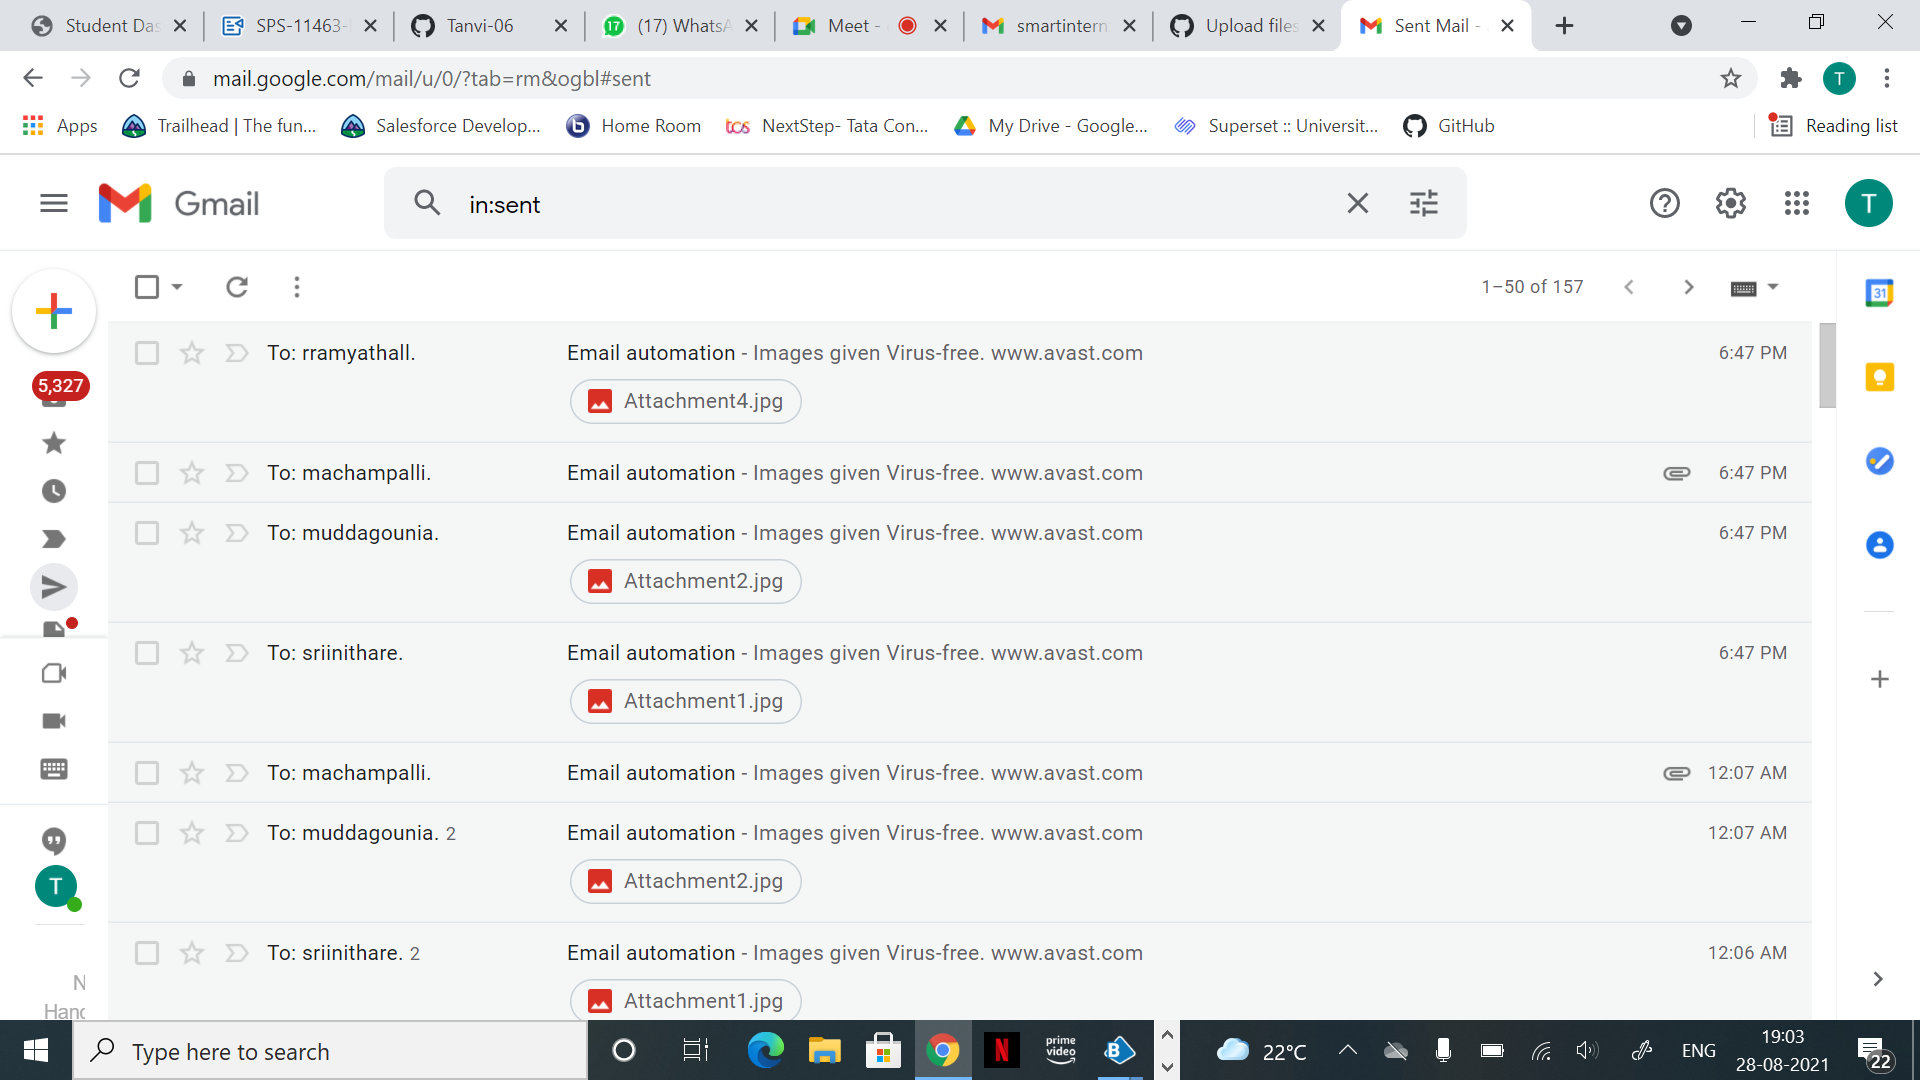 Student Das
SPS-11463-
Tanvi-06
17
(17) WhatsA
Meet -
smartintern
Upload files
Sent Mail -
mail.google.com/mail/u/0/?tab=rm&ogbl#sent
T
Apps
Trailhead | The fun...
Salesforce Develop...
Home Room
tcs NextStep- Tata Con...
My Drive - Google...
Superset :: Universit...
GitHub
Reading list
Gmail
in:sent
T
1–50 of 157
31
5,327
To: rramyathall.
Email automation - Images given Virus-free. www.avast.com
6:47 PM
Attachment4.jpg
To: machampalli.
Email automation - Images given Virus-free. www.avast.com
6:47 PM
To: muddagounia.
Email automation - Images given Virus-free. www.avast.com
6:47 PM
Attachment2.jpg
To: sriinithare.
Email automation - Images given Virus-free. www.avast.com
6:47 PM
Attachment1.jpg
To: machampalli.
Email automation - Images given Virus-free. www.avast.com
12:07 AM
To: muddagounia. 2
Email automation - Images given Virus-free. www.avast.com
12:07 AM
Attachment2.jpg
To: sriinithare. 2
Email automation - Images given Virus-free. www.avast.com
12:06 AM
Attachment1.jpg
T
N
Hang
Type here to search
N
prime
video
B
22°C
ENG
19:03
28-08-2021
22